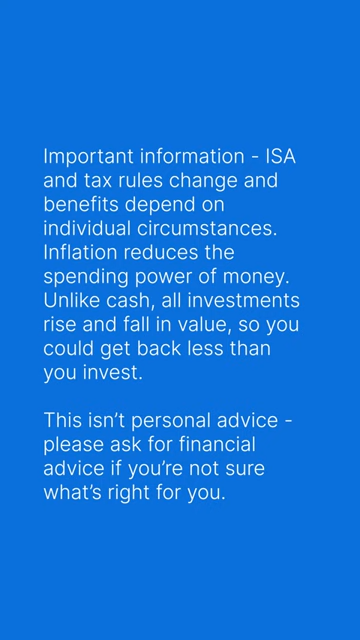 Important information - ISA
and tax rules change and
benefits depend on
individual circumstances.
Inflation reduces the
spending power of money.
Unlike cash, all investments
rise and fall in value, so you
could get back less than
you invest.
This isn’t personal advice -
please ask for financial
advice if you’re not sure
what’s right for you.